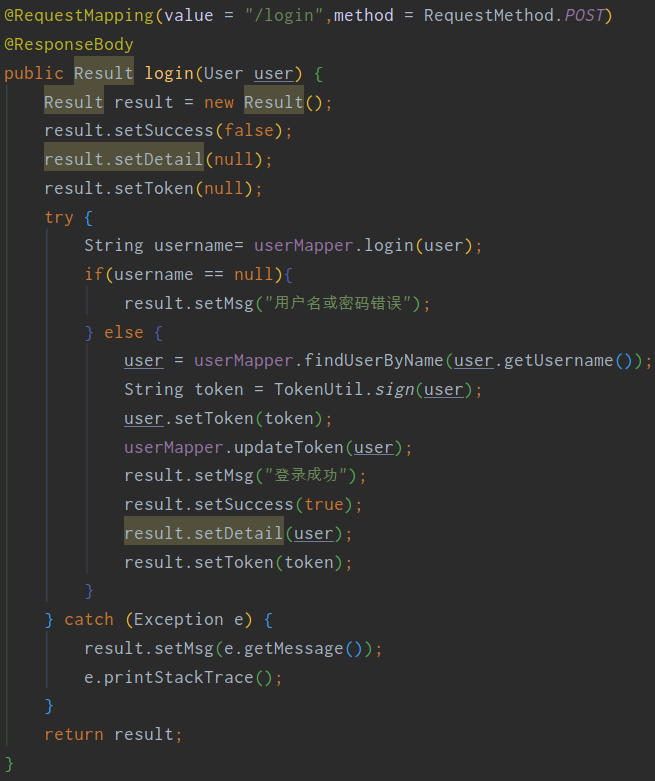 @RequestMapping(value = "/login",method = RequestMethod.POST)
@ResponseBody
public Result login(User user) {
    Result result = new Result();
    result.setSuccess(false);
    result.setDetail(null);
    result.setToken(null);
    try {
        String username= userMapper.login(user);
        if(username == null){
            result.setMsg("用户名或密码错误");
        } else {
            user = userMapper.findUserByName(user.getUsername());
            String token = TokenUtil.sign(user);
            user.setToken(token);
            userMapper.updateToken(user);
            result.setMsg("登录成功");
            result.setSuccess(true);
            result.setDetail(user);
            result.setToken(token);
        }
    } catch (Exception e) {
        result.setMsg(e.getMessage());
        e.printStackTrace();
    }
    return result;
}